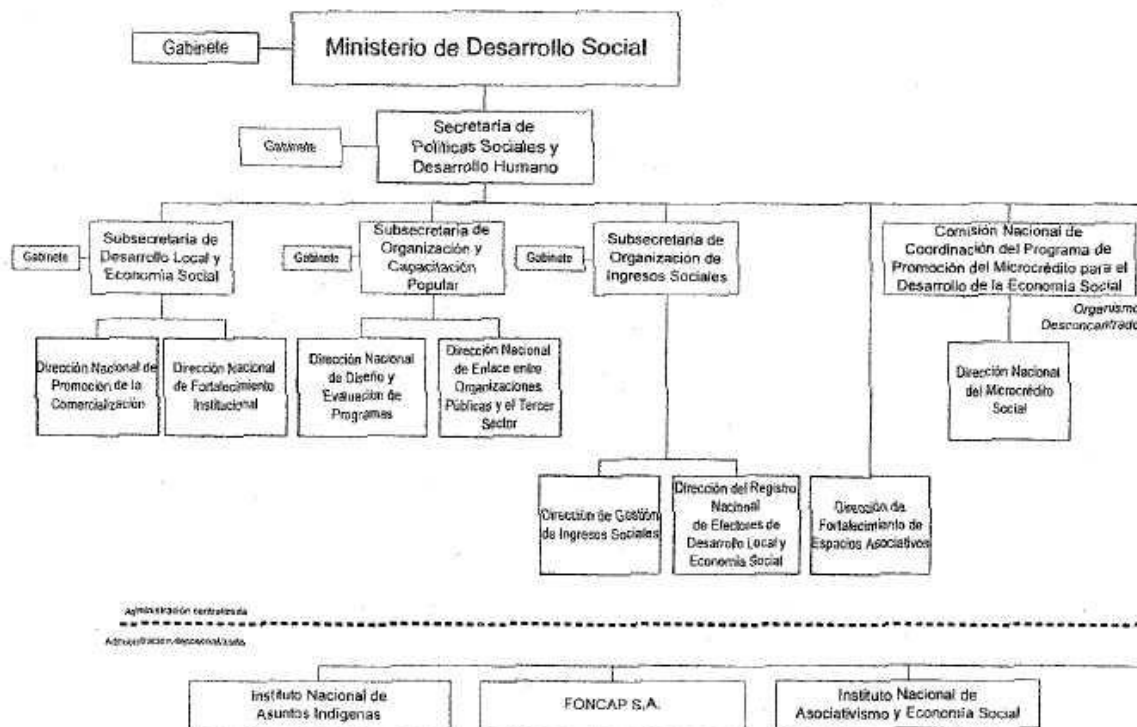 Gabinete
Ministerio de Desarrollo Social
Gabinete
Secretaría de
Políticas Sociales y
Desarrollo Humano
Gabinete
Subsecretaría de
Desarrollo Local y
Economía Social
Gabinete
Subsecretaría de
Organización y
Capacitación
Popular
Gabinete
Subsecretaría de
Organización de
Ingresos Sociales
Comisión Nacional de
Coordinación del Programa de
Promoción del Microcrédito para el
Desarrollo de la Economía Social
Organismo
Desconcentrado
Dirección Nacional de
Promoción de la
Comercialización
Dirección Nacional
de Fortalecimiento
Institucional
Dirección Nacional
de Diseño y
Evaluación de
Programas
Dirección Nacional
de Enlace entre
Organizaciones
Públicas y el Tercer
Sector
Dirección Nacional
del Microcrédito
Social
Dirección de Gestión
de Ingresos Sociales
Dirección del Registro
Nacional
de Efectores de
Desarrollo Local y
Economía Social
Dirección de
Fortalecimiento de
Espacios Asociativos
Administración centralizada
Administración descentralizada
Instituto Nacional de
Asuntos Indígenas
FONCAP S.A.
Instituto Nacional de
Asociativismo y Economía Social